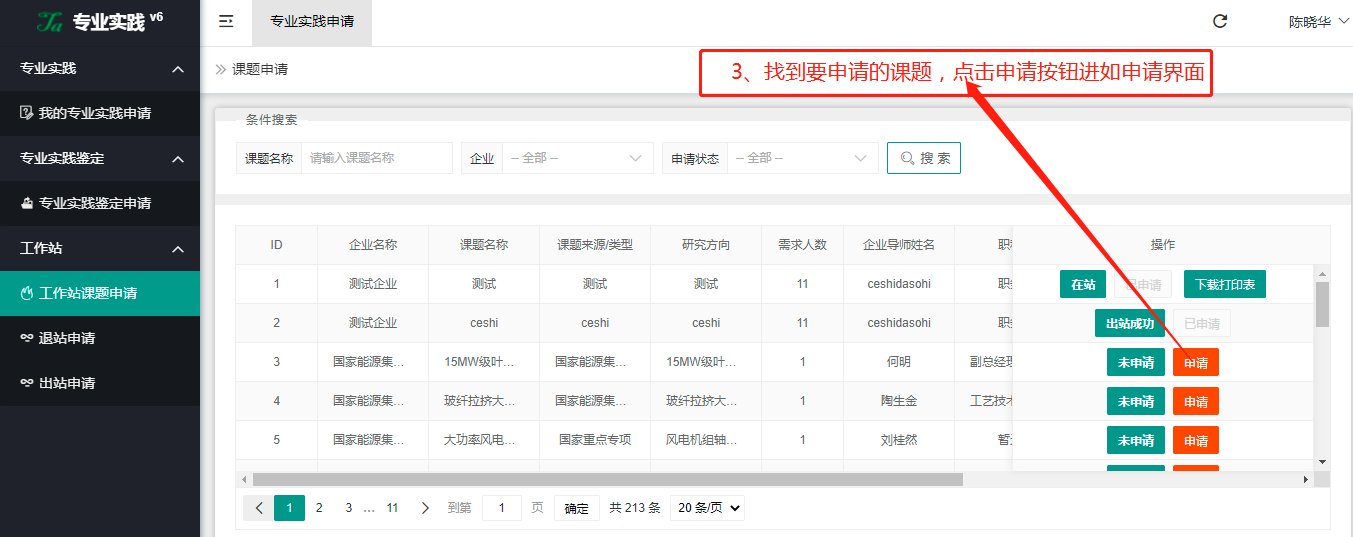 专业实践 v6
专业实践申请
陈晓华
专业实践
我的专业实践申请
专业实践鉴定
专业实践鉴定申请
工作站
工作站课题申请
退站申请
出站申请
课题申请
3、找到要申请的课题，点击申请按钮进如申请界面
条件搜索
课题名称 请输入课题名称 企业 -- 全部 -- 申请状态 -- 全部 -- 搜 索
ID 企业名称 课题名称 课题来源/类型 研究方向 需求人数 企业导师姓名 操作
1 测试企业 测试 测试 测试 11 ceshidasohi 在站 已申请 下载打印表
2 测试企业 ceshi ceshi ceshi 11 ceshidasohi 出站成功 已申请
3 国家能源集... 15MW级叶... 国家能源集... 15MW级叶... 1 何明 副总经理 未申请 申请
4 国家能源集... 玻纤拉挤大... 国家能源集... 玻纤拉挤大... 1 陶生金 工艺技 未申请 申请
5 国家能源集... 大功率风电... 国家重点专项 风电机组轴... 1 刘桂然 未申请 申请
1 2 3 ... 11 到第 1 页 确定 共 213 条 20 条/页